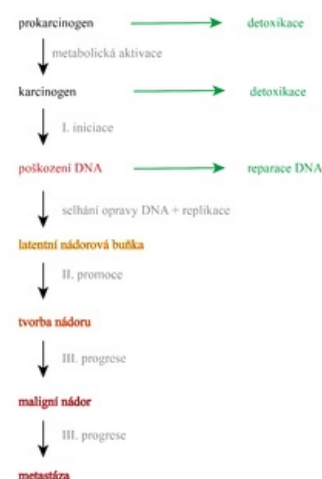 prokarcinogen detoxikace
metabolická aktivace
karcinogen detoxikace
I. iniciace
poškození DNA reparace DNA
selhání opravy DNA + replikace
latentní nádorová buňka
II. promoce
tvorba nádoru
III. progrese
maligní nádor
III. progrese
metastáza